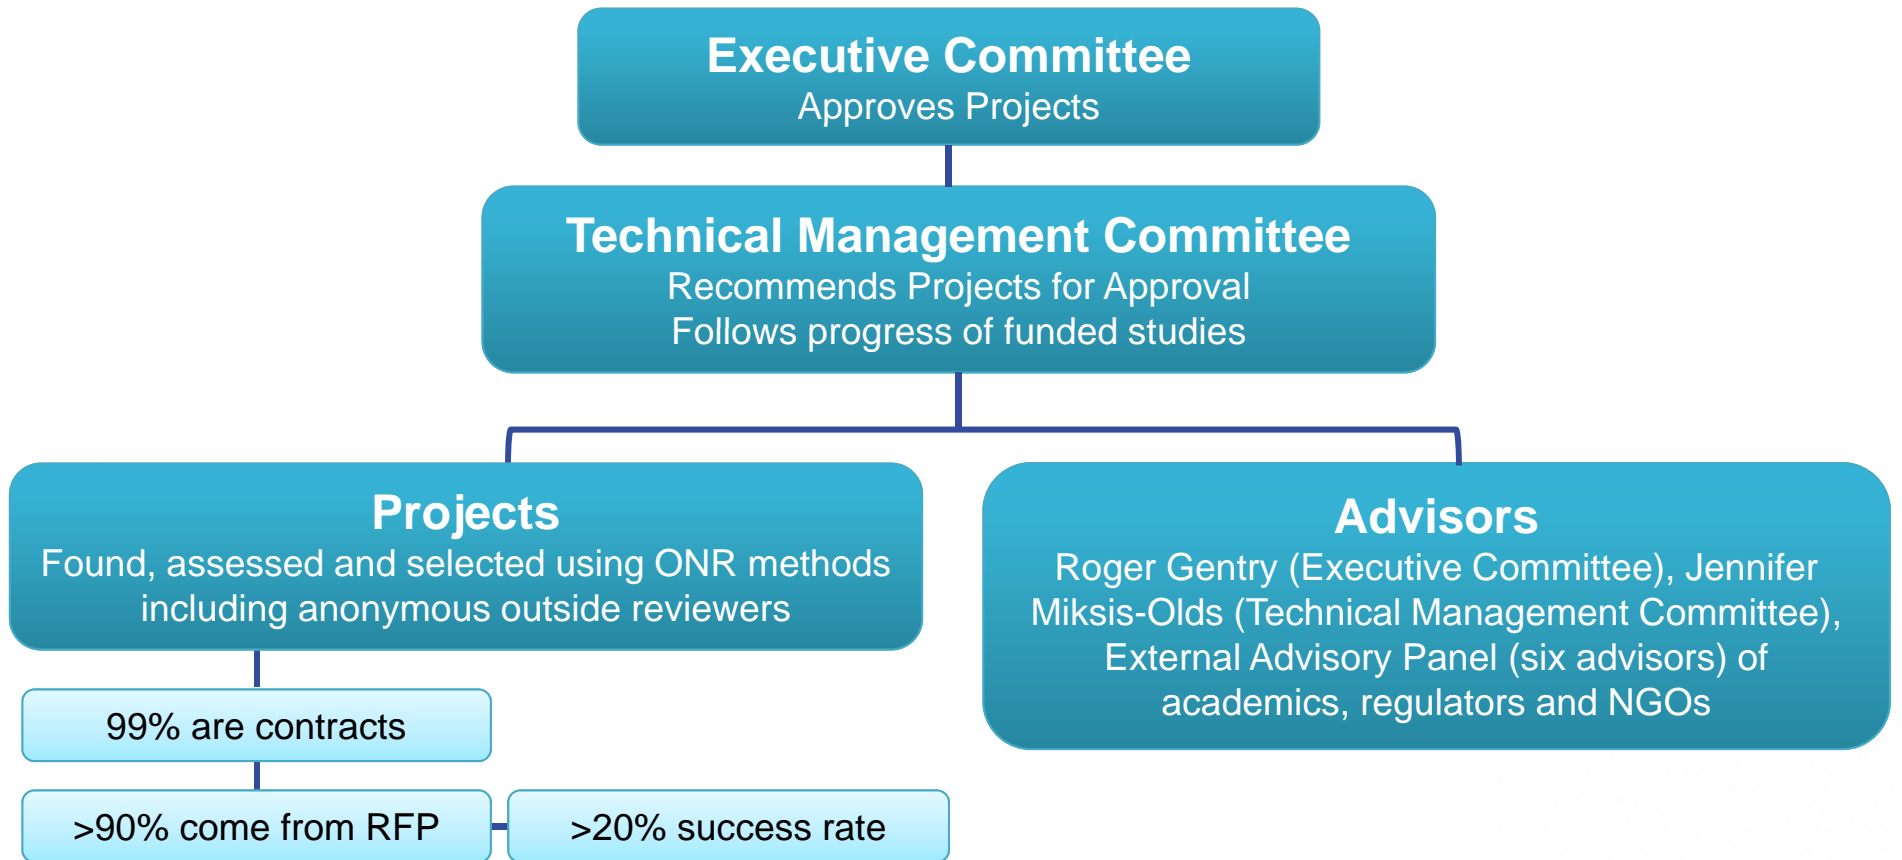 Executive Committee
Approves Projects
Technical Management Committee
Recommends Projects for Approval
Follows progress of funded studies
Projects
Found, assessed and selected using ONR methods
including anonymous outside reviewers
Advisors
Roger Gentry (Executive Committee), Jennifer
Miksis-Olds (Technical Management Committee),
External Advisory Panel (six advisors) of
academics, regulators and NGOs
99% are contracts
>90% come from RFP
>20% success rate